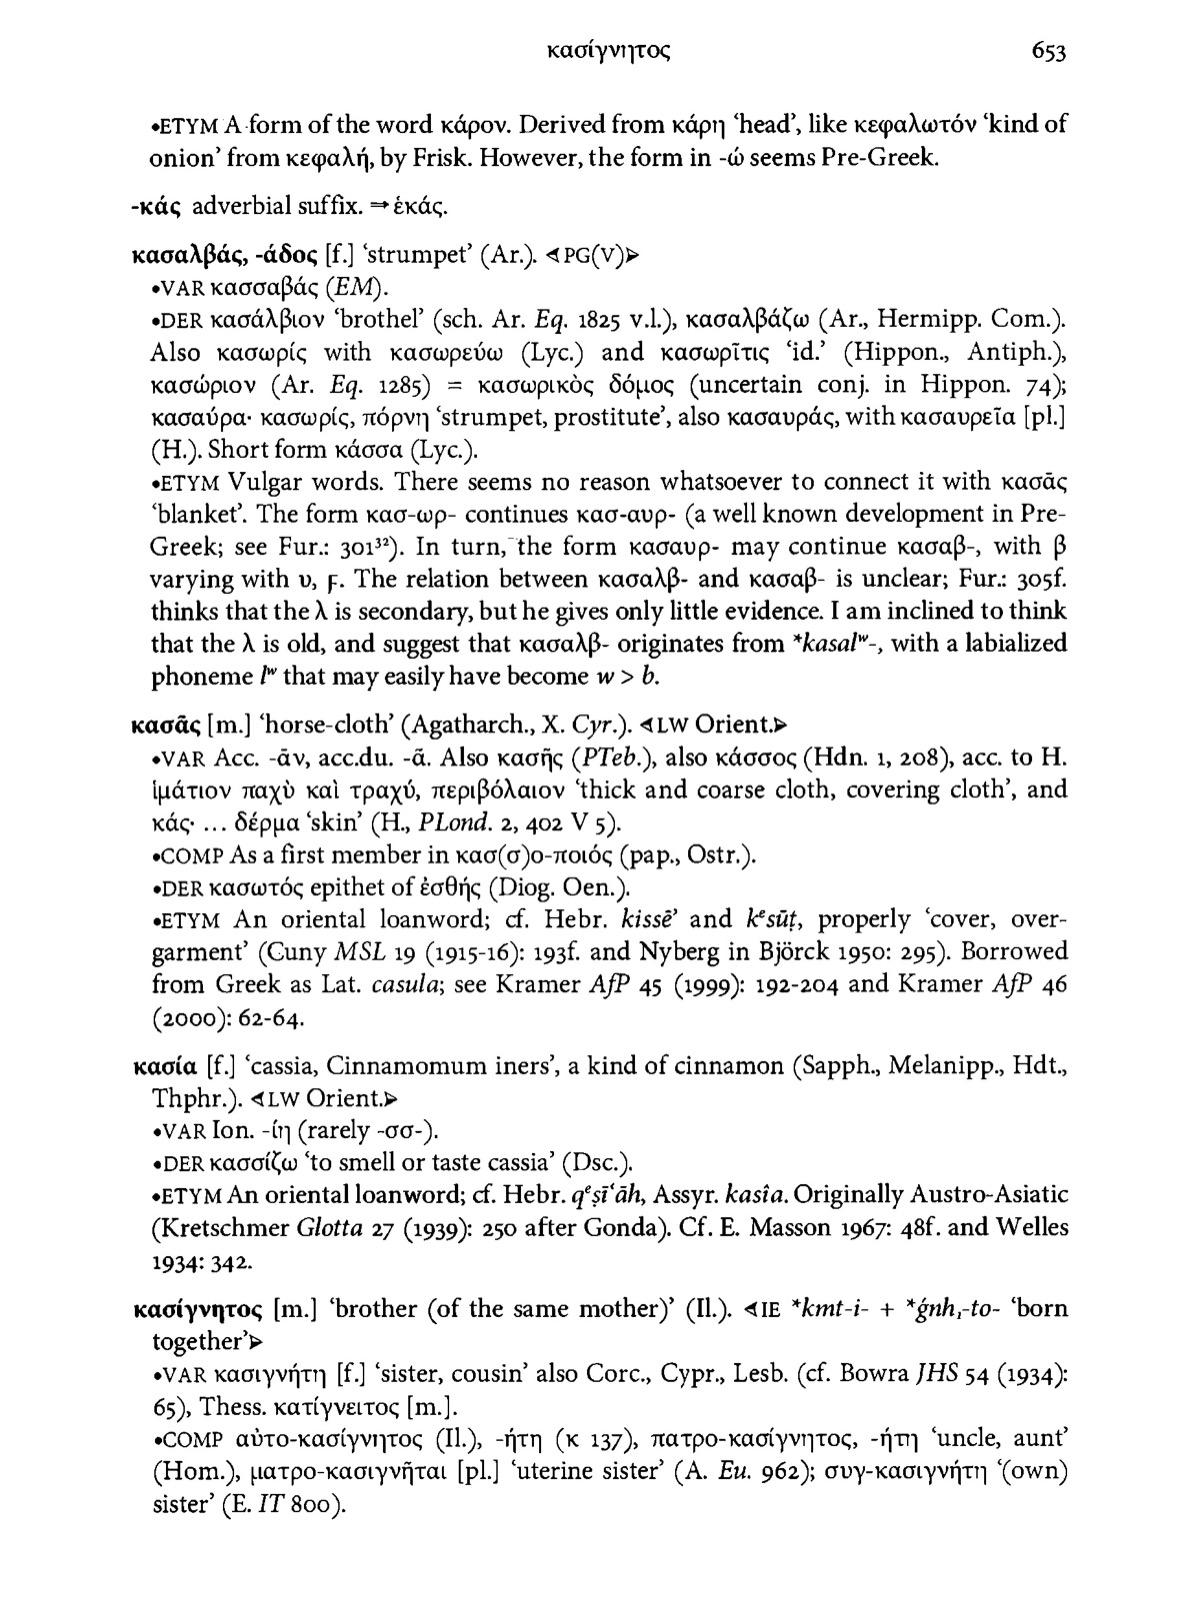 κασίγνητος 653
•ETYM A form of the word κάρον. Derived from κάρη ‘head’, like κεφαλωτόν ‘kind of
onion’ from κεφαλή, by Frisk. However, the form in -ώ seems Pre-Greek.
-κάς adverbial suffix. ⇒ ἑκάς.
κασαλβάς, -άδος [f.] ‘strumpet’ (Ar.). ◁PG(V)▷
•VAR κασσαβάς (EM).
•DER κασάλβιον ‘brothel’ (sch. Ar. Eq. 1825 v.l.), κασαλβάζω (Ar., Hermipp. Com.).
Also κασωρίς with κασωρεύω (Lyc.) and κασωρῖτις ‘id.’ (Hippon., Antiph.),
κασώριον (Ar. Eq. 1285) = κασωρικὸς δόμος (uncertain conj. in Hippon. 74);
κασαύρα· κασωρίς, πόρνη ‘strumpet, prostitute’, also κασαυράς, with κασαυρεῖα [pl.]
(H.). Short form κάσσα (Lyc.).
•ETYM Vulgar words. There seems no reason whatsoever to connect it with κασᾶς
‘blanket’. The form κασ-ωρ- continues κασ-αυρ- (a well known development in Pre-
Greek; see Fur.: 301³²). In turn, the form κασαυρ- may continue κασαβ-, with β
varying with υ, ϝ. The relation between κασαλβ- and κασαβ- is unclear; Fur.: 305f.
thinks that the λ is secondary, but he gives only little evidence. I am inclined to think
that the λ is old, and suggest that κασαλβ- originates from *kasalʷ-, with a labialized
phoneme lʷ that may easily have become w > b.
κασᾶς [m.] ‘horse-cloth’ (Agatharch., X. Cyr.). ◁LW Orient.▷
•VAR Acc. -ᾶν, acc.du. -ᾶ. Also κασῆς (PTeb.), also κάσσος (Hdn. 1, 208), acc. to H.
ἱμάτιον παχὺ καὶ τραχύ, περιβόλαιον ‘thick and coarse cloth, covering cloth’, and
κάς· ... δέρμα ‘skin’ (H., PLond. 2, 402 V 5).
•COMP As a first member in κασ(σ)ο-ποιός (pap., Ostr.).
•DER κασωτός epithet of ἐσθής (Diog. Oen.).
•ETYM An oriental loanword; cf. Hebr. kissē’ and kᵉsūṭ, properly ‘cover, over-
garment’ (Cuny MSL 19 (1915-16): 193f. and Nyberg in Björck 1950: 295). Borrowed
from Greek as Lat. casula; see Kramer AfP 45 (1999): 192-204 and Kramer AfP 46
(2000): 62-64.
κασία [f.] ‘cassia, Cinnamomum iners’, a kind of cinnamon (Sapph., Melanipp., Hdt.,
Thphr.). ◁LW Orient.▷
•VAR Ion. -ίη (rarely -σσ-).
•DER κασσίζω ‘to smell or taste cassia’ (Dsc.).
•ETYM An oriental loanword; cf. Hebr. qᵉṣī‘āh, Assyr. kasîa. Originally Austro-Asiatic
(Kretschmer Glotta 27 (1939): 250 after Gonda). Cf. E. Masson 1967: 48f. and Welles
1934: 342.
κασίγνητος [m.] ‘brother (of the same mother)’ (Il.). ◁IE *kmt-i- + *ǵnh₁-to- ‘born
together’▷
•VAR κασιγνήτη [f.] ‘sister, cousin’ also Corc., Cypr., Lesb. (cf. Bowra JHS 54 (1934):
65), Thess. κατίγνειτος [m.].
•COMP αὐτο-κασίγνητος (Il.), -ήτη (κ 137), πατρο-κασίγνητος, -ήτη ‘uncle, aunt’
(Hom.), ματρο-κασιγνῆται [pl.] ‘uterine sister’ (A. Eu. 962); συγ-κασιγνήτη ‘(own)
sister’ (E. IT 800).